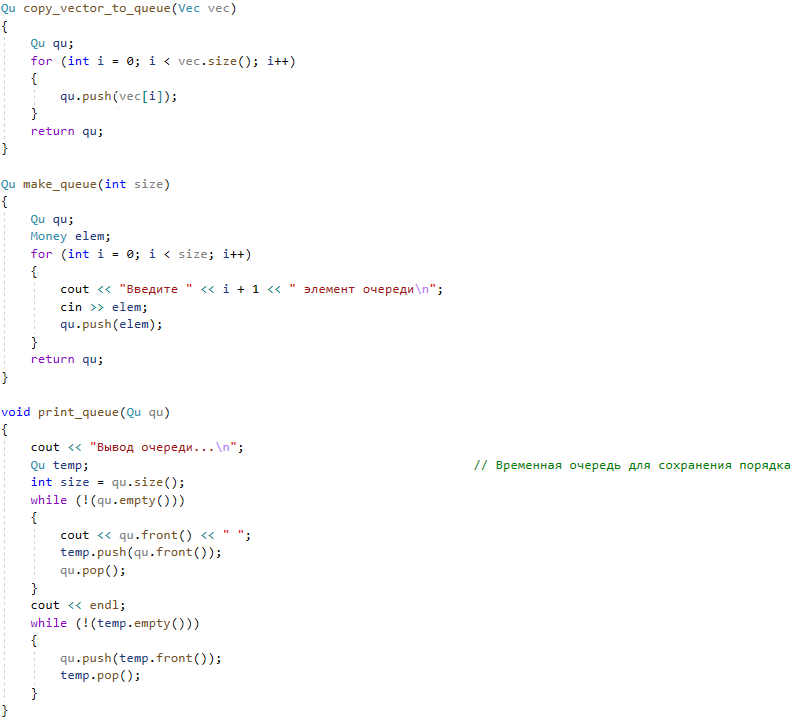 Qu copy_vector_to_queue(Vec vec)
{
    Qu qu;
    for (int i = 0; i < vec.size(); i++)
    {
        qu.push(vec[i]);
    }
    return qu;
}

Qu make_queue(int size)
{
    Qu qu;
    Money elem;
    for (int i = 0; i < size; i++)
    {
        cout << "Введите " << i + 1 << " элемент очереди\n";
        cin >> elem;
        qu.push(elem);
    }
    return qu;
}

void print_queue(Qu qu)
{
    cout << "Вывод очереди...\n";
    Qu temp;                                                    // Временная очередь для сохранения порядка
    int size = qu.size();
    while (!(qu.empty()))
    {
        cout << qu.front() << " ";
        temp.push(qu.front());
        qu.pop();
    }
    cout << endl;
    while (!(temp.empty()))
    {
        qu.push(temp.front());
        temp.pop();
    }
}